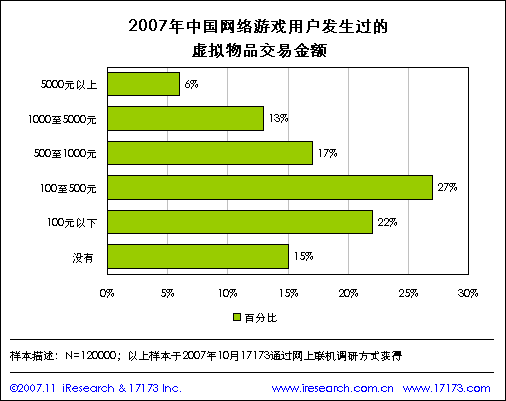 2007年中国网络游戏用户发生过的
虚拟物品交易金额
5000元以上
6%
1000至5000元
13%
500至1000元
17%
100至500元
27%
100元以下
22%
没有
15%
0% 5% 10% 15% 20% 25% 30%
百分比
样本描述：N=120000；以上样本于2007年10月17173通过网上联机调研方式获得
©2007.11 iResearch & 17173 Inc. www.iresearch.com.cn www.17173.com